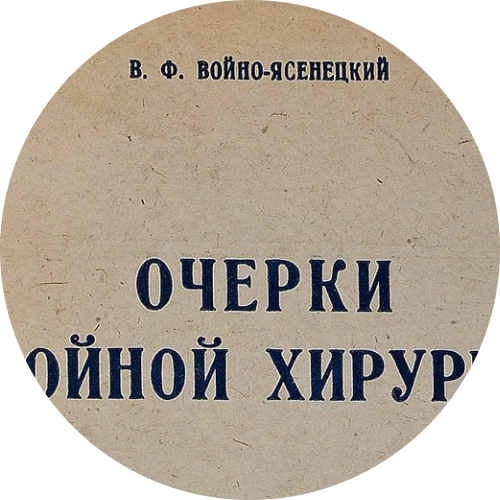 В. Ф. ВОЙНО-ЯСЕНЕЦКИЙ
ОЧЕРКИ
ОЙНОЙ ХИРУР